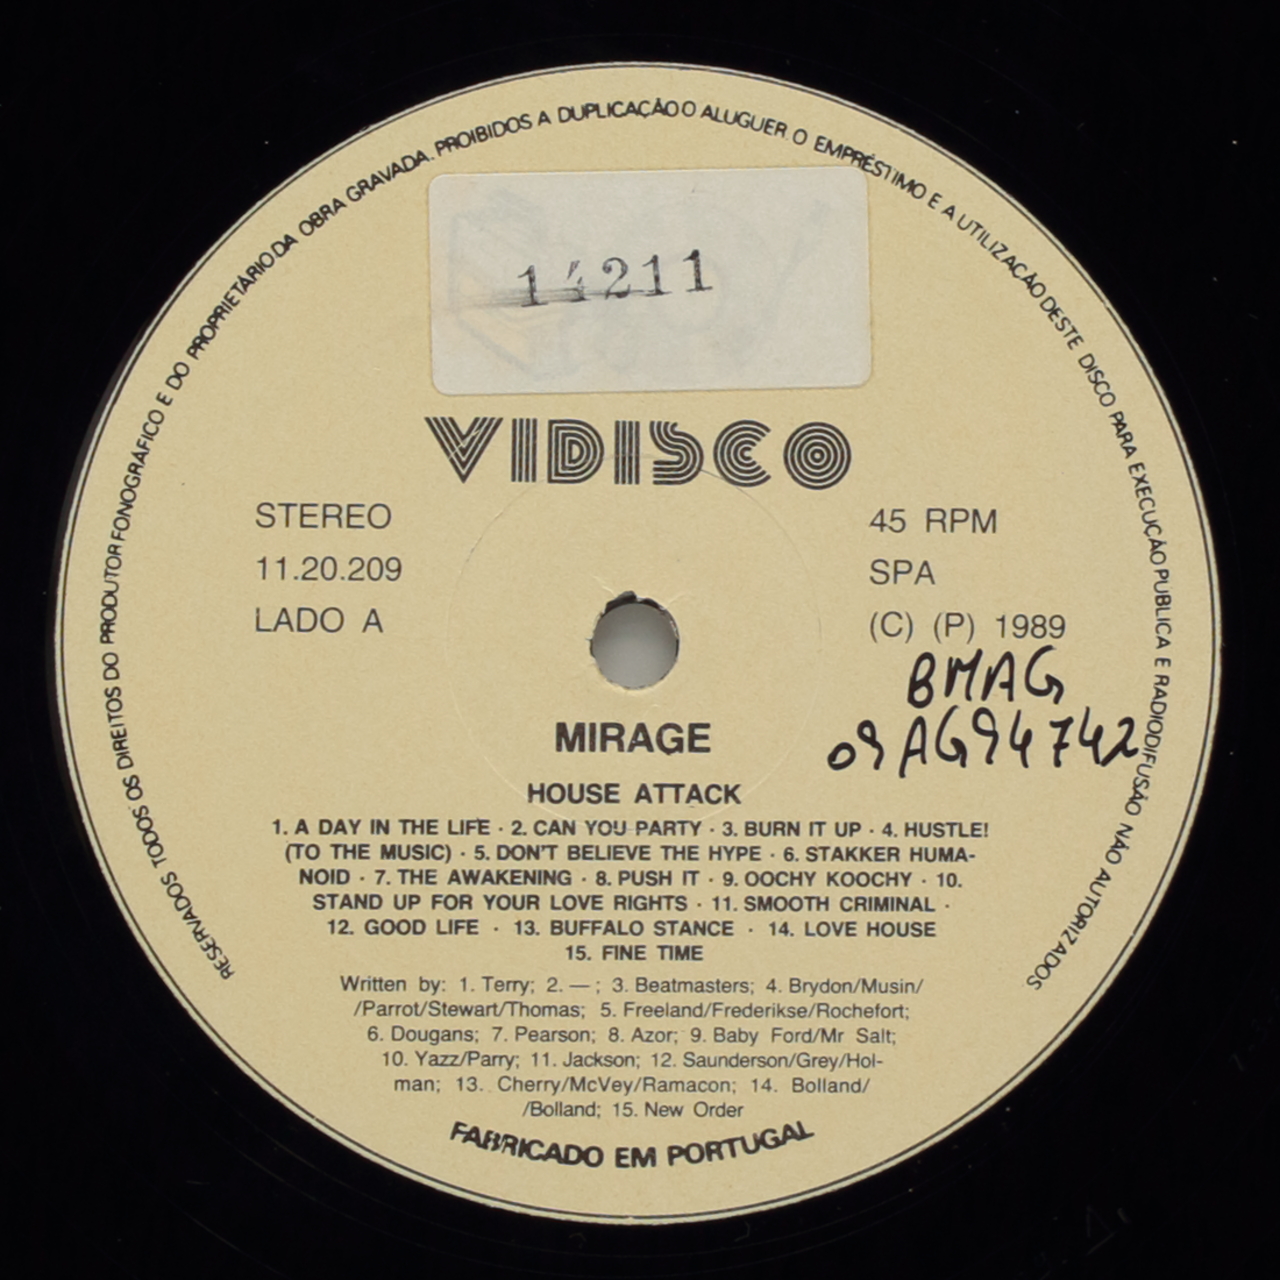 RESERVADOS TODOS OS DIREITOS DO PRODUTOR FONOGRÁFICO E DO PROPRIETÁRIO DA OBRA GRAVADA. PROIBIDOS A DUPLICAÇÃO O ALUGUER O EMPRÉSTIMO E A UTILIZAÇÃO DESTE DISCO PARA EXECUÇÃO PUBLICA E RADIODIFUSÃO NÃO AUTORIZADOS
14211
VIDISCO
STEREO
11.20.209
LADO A
45 RPM
SPA
(C) (P) 1989
BMAG
09AG94742
MIRAGE
HOUSE ATTACK
1. A DAY IN THE LIFE · 2. CAN YOU PARTY · 3. BURN IT UP · 4. HUSTLE!
(TO THE MUSIC) · 5. DON'T BELIEVE THE HYPE · 6. STAKKER HUMA-
NOID · 7. THE AWAKENING · 8. PUSH IT · 9. OOCHY KOOCHY · 10.
STAND UP FOR YOUR LOVE RIGHTS · 11. SMOOTH CRIMINAL ·
12. GOOD LIFE · 13. BUFFALO STANCE · 14. LOVE HOUSE
15. FINE TIME
Written by: 1. Terry; 2. — ; 3. Beatmasters; 4. Brydon/Musin/
/Parrot/Stewart/Thomas; 5. Freeland/Frederikse/Rochefort;
6. Dougans; 7. Pearson; 8. Azor; 9. Baby Ford/Mr Salt;
10. Yazz/Parry; 11. Jackson; 12. Saunderson/Grey/Hol-
man; 13. Cherry/McVey/Ramacon; 14. Bolland/
/Bolland; 15. New Order
FABRICADO EM PORTUGAL